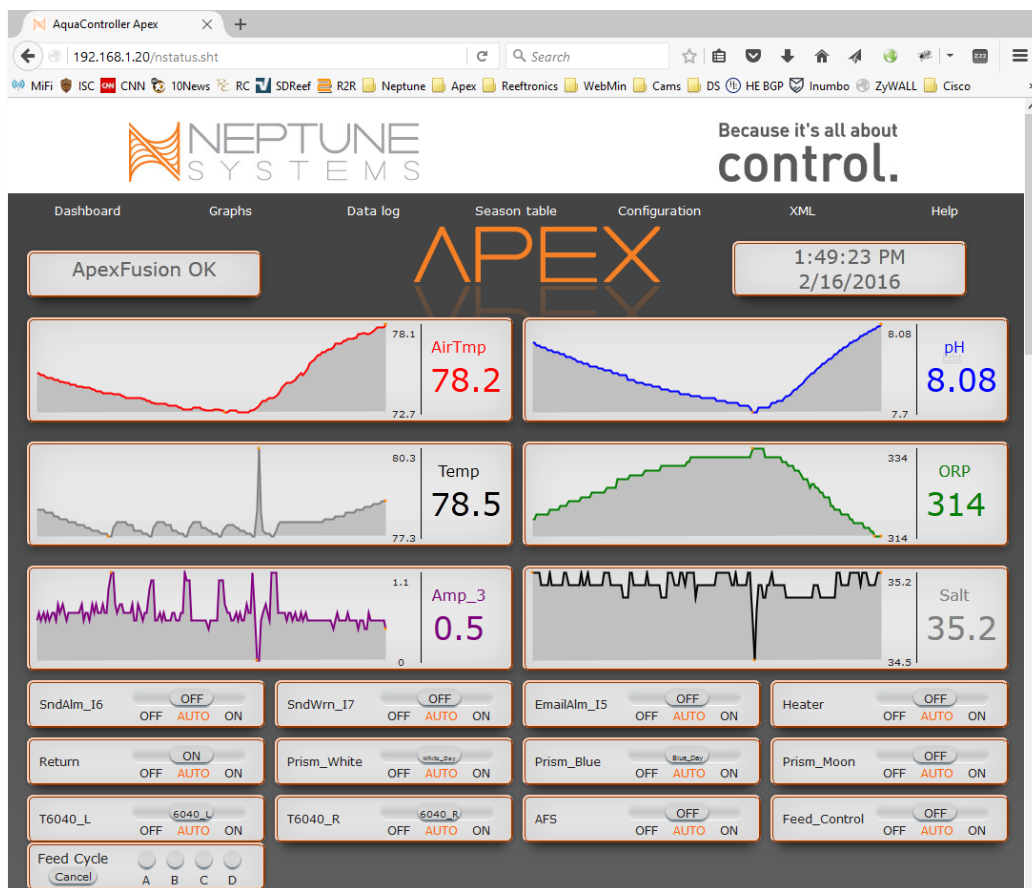 AquaController Apex
192.168.1.20/nstatus.sht
Search
MiFi ISC CNN 10News RC SDReef R2R Neptune Apex Reeftronics WebMin Cams DS HE BGP Inumbo ZyWALL Cisco
NEPTUNE
SYSTEMS
Because it's all about
control.
Dashboard Graphs Data log Season table Configuration XML Help
APEX
ApexFusion OK
1:49:23 PM
2/16/2016
78.1
AirTmp
78.2
72.7
8.08
pH
Edit
8.08
7.7
80.3
Temp
78.5
77.3
334
ORP
314
314
1.1
Amp_3
0.5
0
35.2
Salt
35.2
34.5
SndAlm_I6 OFF
OFF AUTO ON
SndWrn_I7 OFF
OFF AUTO ON
EmailAlm_I5 OFF
OFF AUTO ON
Heater OFF
OFF AUTO ON
Return ON
OFF AUTO ON
Prism_White White_Day
OFF AUTO ON
Prism_Blue Blue_Day
OFF AUTO ON
Prism_Moon OFF
OFF AUTO ON
T6040_L 6040_L
OFF AUTO ON
T6040_R 6040_R
OFF AUTO ON
AFS OFF
OFF AUTO ON
Feed_Control OFF
OFF AUTO ON
Feed Cycle
Cancel A B C D